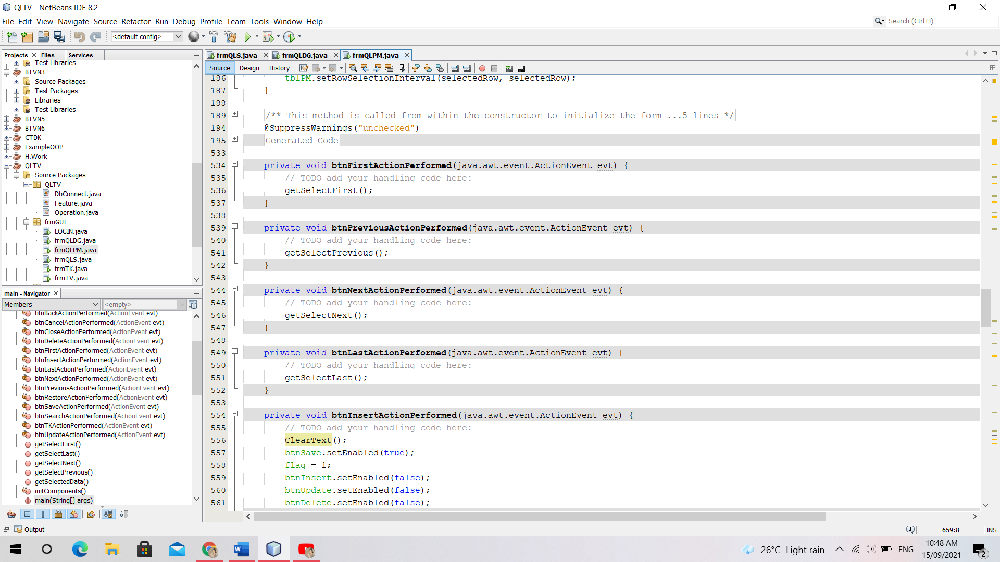 QLTV - NetBeans IDE 8.2
File Edit View Navigate Source Refactor Run Debug Profile Team Tools Window Help
Search (Ctrl+I)
<default config>
Projects Files Services
Test Libraries
BTVN3
Source Packages
Test Packages
Libraries
Test Libraries
BTVN5
BTVN6
CTDK
ExampleOOP
H.Work
QLTV
Source Packages
QLTV
DbConnect.java
Feature.java
Operation.java
frmGUI
LOGIN.java
frmQLDG.java
frmQLPM.java
frmQLS.java
frmTK.java
frmTV.java
main - Navigator
Members
<empty>
btnBackActionPerformed(ActionEvent evt)
btnCancelActionPerformed(ActionEvent evt)
btnCloseActionPerformed(ActionEvent evt)
btnDeleteActionPerformed(ActionEvent evt)
btnFirstActionPerformed(ActionEvent evt)
btnInsertActionPerformed(ActionEvent evt)
btnLastActionPerformed(ActionEvent evt)
btnNextActionPerformed(ActionEvent evt)
btnPreviousActionPerformed(ActionEvent evt)
btnRestoreActionPerformed(ActionEvent evt)
btnSaveActionPerformed(ActionEvent evt)
btnSearchActionPerformed(ActionEvent evt)
btnTKActionPerformed(ActionEvent evt)
btnUpdateActionPerformed(ActionEvent evt)
getSelectFirst()
getSelectLast()
getSelectNext()
getSelectPrevious()
getSelectedData()
initComponents()
main(String[] args)
frmQLS.java frmQLDG.java frmQLPM.java
Source Design History
186 tblPM.setRowSelectionInterval(selectedRow, selectedRow);
187 }
188
189 /** This method is called from within the constructor to initialize the form ...5 lines */
194 @SuppressWarnings("unchecked")
195 Generated Code
533
534 private void btnFirstActionPerformed(java.awt.event.ActionEvent evt) {
535 // TODO add your handling code here:
536 getSelectFirst();
537 }
538
539 private void btnPreviousActionPerformed(java.awt.event.ActionEvent evt) {
540 // TODO add your handling code here:
541 getSelectPrevious();
542 }
543
544 private void btnNextActionPerformed(java.awt.event.ActionEvent evt) {
545 // TODO add your handling code here:
546 getSelectNext();
547 }
548
549 private void btnLastActionPerformed(java.awt.event.ActionEvent evt) {
550 // TODO add your handling code here:
551 getSelectLast();
552 }
553
554 private void btnInsertActionPerformed(java.awt.event.ActionEvent evt) {
555 // TODO add your handling code here:
556 ClearText();
557 btnSave.setEnabled(true);
558 flag = 1;
559 btnInsert.setEnabled(false);
560 btnUpdate.setEnabled(false);
561 btnDelete.setEnabled(false);
Output
1
659:8
INS
26°C Light rain
ENG
10:48 AM
15/09/2021
2